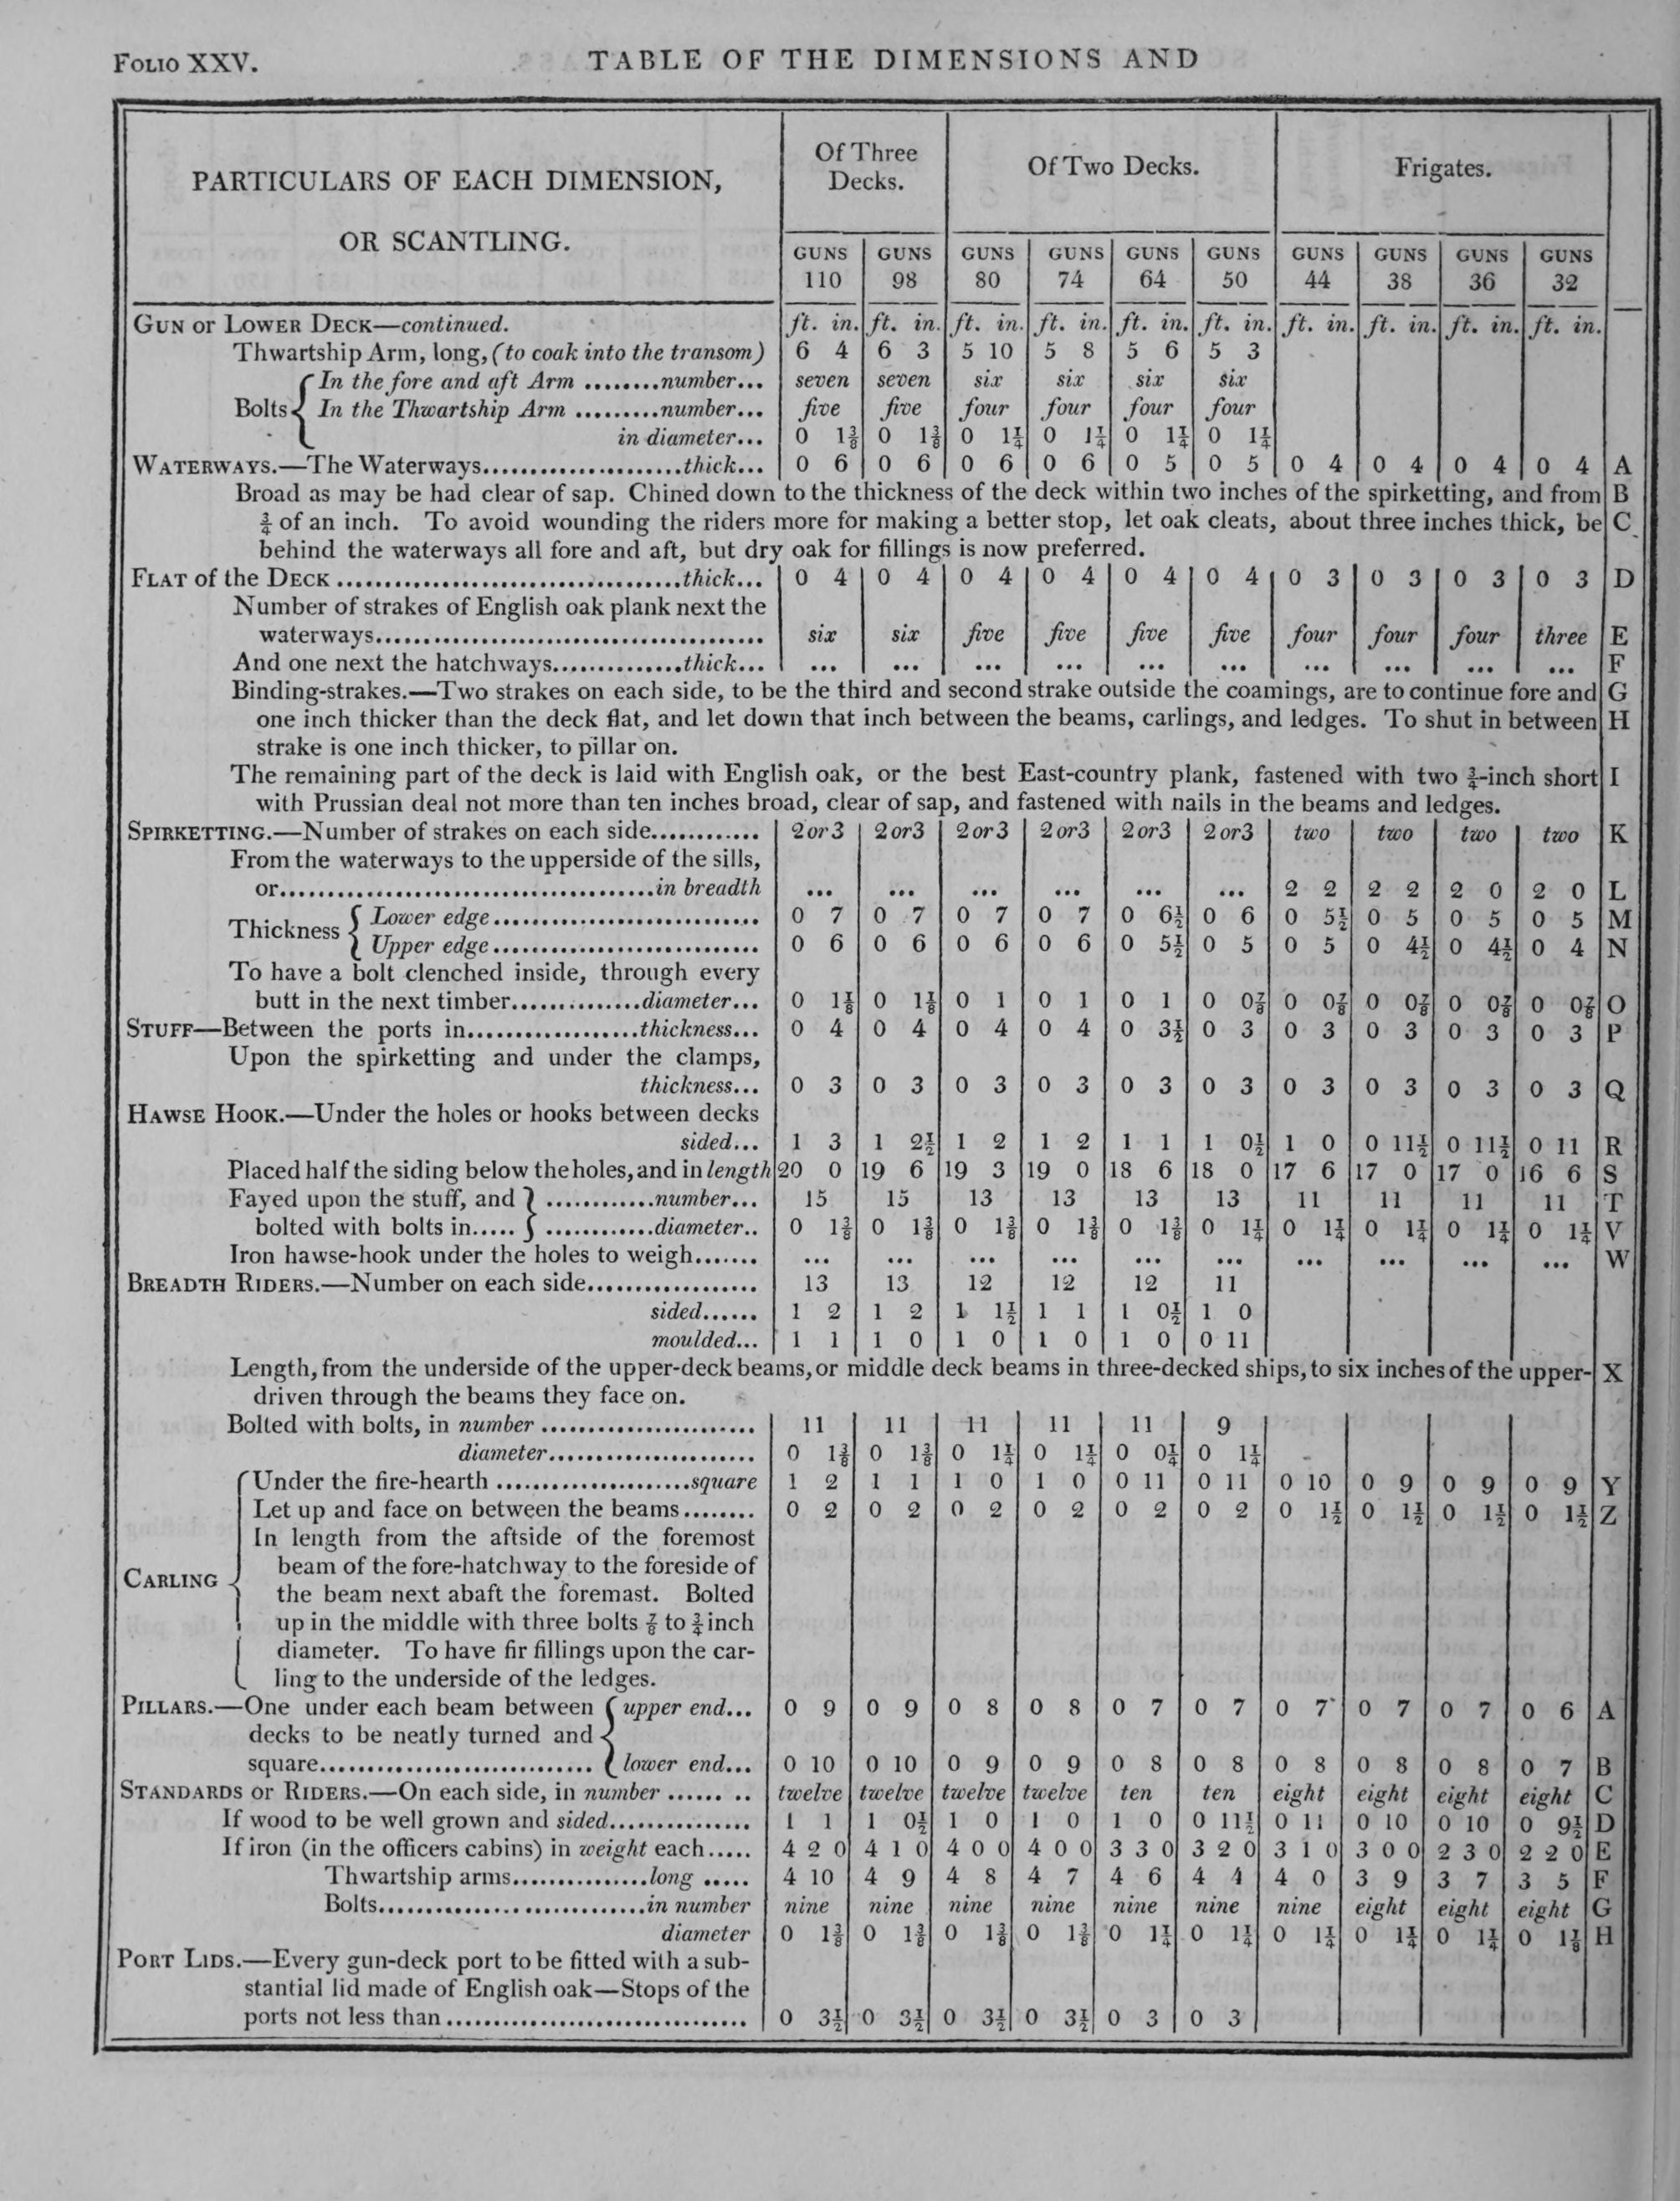 FOLIO XXV. TABLE OF THE DIMENSIONS AND
PARTICULARS OF EACH DIMENSION,
OR SCANTLING.
Of Three Decks. Of Two Decks. Frigates.
GUNS GUNS GUNS GUNS GUNS GUNS GUNS GUNS GUNS GUNS
110 98 80 74 64 50 44 38 36 32
GUN or LOWER DECK—continued. ft. in. ft. in. ft. in. ft. in. ft. in. ft. in. ft. in. ft. in. ft. in. ft. in.
Thwartship Arm, long, (to coak into the transom) 6 4 6 3 5 10 5 8 5 6 5 3
Bolts { In the fore and aft Arm ........number... seven seven six six six six
In the Thwartship Arm .........number... five five four four four four
in diameter... 0 1⅜ 0 1⅜ 0 1¼ 0 1¼ 0 1¼ 0 1¼
WATERWAYS.—The Waterways.....................thick... 0 6 0 6 0 6 0 6 0 5 0 5 0 4 0 4 0 4 0 4 A
Broad as may be had clear of sap. Chined down to the thickness of the deck within two inches of the spirketting, and from B
¾ of an inch. To avoid wounding the riders more for making a better stop, let oak cleats, about three inches thick, be C
behind the waterways all fore and aft, but dry oak for fillings is now preferred.
FLAT of the DECK ....................................thick... 0 4 0 4 0 4 0 4 0 4 0 4 0 3 0 3 0 3 0 3 D
Number of strakes of English oak plank next the
waterways......................................... six six five five five five four four four three E
And one next the hatchways..............thick... ... ... ... ... ... ... ... ... ... ... F
Binding-strakes.—Two strakes on each side, to be the third and second strake outside the coamings, are to continue fore and G
one inch thicker than the deck flat, and let down that inch between the beams, carlings, and ledges. To shut in between H
strake is one inch thicker, to pillar on.
The remaining part of the deck is laid with English oak, or the best East-country plank, fastened with two ¾-inch short I
with Prussian deal not more than ten inches broad, clear of sap, and fastened with nails in the beams and ledges.
SPIRKETTING.—Number of strakes on each side............ 2 or 3 2 or 3 2 or 3 2 or 3 2 or 3 2 or 3 two two two two K
From the waterways to the upperside of the sills,
or.......................................in breadth ... ... ... ... ... ... 2 2 2 2 2 0 2 0 L
Thickness { Lower edge............................ 0 7 0 7 0 7 0 7 0 6½ 0 6 0 5½ 0 5 0 5 0 5 M
Upper edge............................ 0 6 0 6 0 6 0 6 0 5½ 0 5 0 5 0 4½ 0 4½ 0 4 N
To have a bolt clenched inside, through every
butt in the next timber..............diameter... 0 1⅛ 0 1⅛ 0 1 0 1 0 1 0 0⅞ 0 0⅞ 0 0⅞ 0 0⅞ 0 0⅞ O
STUFF—Between the ports in..................thickness... 0 4 0 4 0 4 0 4 0 3½ 0 3 0 3 0 3 0 3 0 3 P
Upon the spirketting and under the clamps,
thickness... 0 3 0 3 0 3 0 3 0 3 0 3 0 3 0 3 0 3 0 3 Q
HAWSE HOOK.—Under the holes or hooks between decks
sided... 1 3 1 2½ 1 2 1 2 1 1 1 0½ 1 0 0 11½ 0 11½ 0 11 R
Placed half the siding below the holes, and in length 20 0 19 6 19 3 19 0 18 6 18 0 17 6 17 0 17 0 16 6 S
Fayed upon the stuff, and } ............number... 15 15 13 13 13 13 11 11 11 11 T
bolted with bolts in..... } ............diameter.. 0 1⅜ 0 1⅜ 0 1⅜ 0 1⅜ 0 1⅜ 0 1¼ 0 1¼ 0 1¼ 0 1¼ 0 1¼ V
Iron hawse-hook under the holes to weigh....... ... ... ... ... ... ... ... ... ... ... W
BREADTH RIDERS.—Number on each side.................. 13 13 12 12 12 11
sided...... 1 2 1 2 1 1½ 1 1 1 0½ 1 0
moulded... 1 1 1 0 1 0 1 0 1 0 0 11
Length, from the underside of the upper-deck beams, or middle deck beams in three-decked ships, to six inches of the upper- X
driven through the beams they face on.
Bolted with bolts, in number ....................... 11 11 11 11 11 9
diameter...................... 0 1⅜ 0 1⅜ 0 1¼ 0 1¼ 0 0¼ 0 1¼
CARLING { Under the fire-hearth .....................square 1 2 1 1 1 0 1 0 0 11 0 11 0 10 0 9 0 9 0 9 Y
Let up and face on between the beams........ 0 2 0 2 0 2 0 2 0 2 0 2 0 1½ 0 1½ 0 1½ 0 1½ Z
In length from the aftside of the foremost
beam of the fore-hatchway to the foreside of
the beam next abaft the foremast. Bolted
up in the middle with three bolts ⅞ to ¾ inch
diameter. To have fir fillings upon the car-
ling to the underside of the ledges.
PILLARS.—One under each beam between { upper end... 0 9 0 9 0 8 0 8 0 7 0 7 0 7 0 7 0 7 0 6 A
decks to be neatly turned and
square............................. lower end... 0 10 0 10 0 9 0 9 0 8 0 8 0 8 0 8 0 8 0 7 B
STANDARDS or RIDERS.—On each side, in number ...... .. twelve twelve twelve twelve ten ten eight eight eight eight C
If wood to be well grown and sided............... 1 1 1 0½ 1 0 1 0 1 0 0 11½ 0 11 0 10 0 10 0 9½ D
If iron (in the officers cabins) in weight each..... 4 2 0 4 1 0 4 0 0 4 0 0 3 3 0 3 2 0 3 1 0 3 0 0 2 3 0 2 2 0 E
Thwartship arms...............long ..... 4 10 4 9 4 8 4 7 4 6 4 4 4 0 3 9 3 7 3 5 F
Bolts............................in number nine nine nine nine nine nine nine eight eight eight G
diameter 0 1⅜ 0 1⅜ 0 1⅜ 0 1⅜ 0 1¼ 0 1¼ 0 1¼ 0 1¼ 0 1¼ 0 1⅛ H
PORT LIDS.—Every gun-deck port to be fitted with a sub-
stantial lid made of English oak—Stops of the
ports not less than ................................ 0 3½ 0 3½ 0 3½ 0 3½ 0 3 0 3